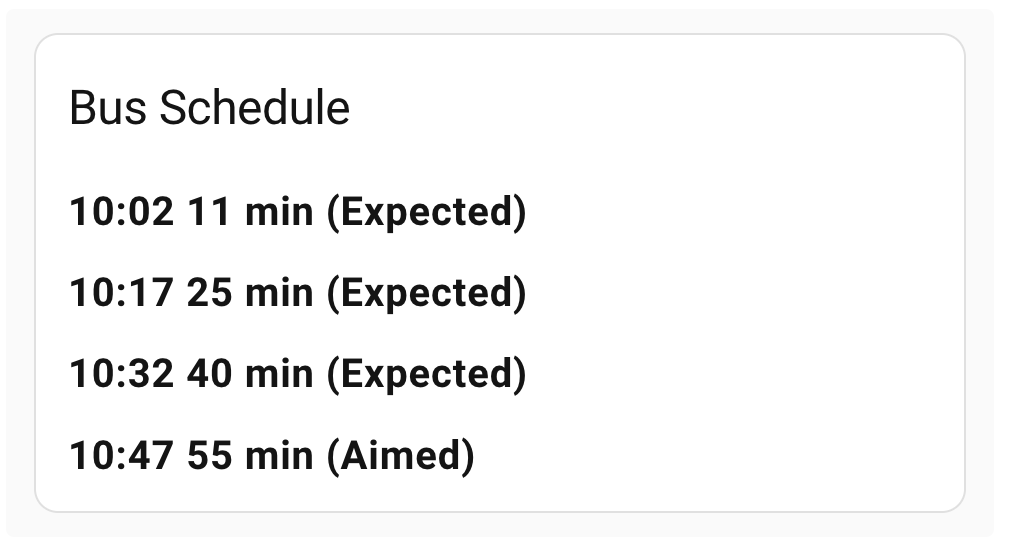 Bus Schedule
10:02 11 min (Expected)
10:17 25 min (Expected)
10:32 40 min (Expected)
10:47 55 min (Aimed)